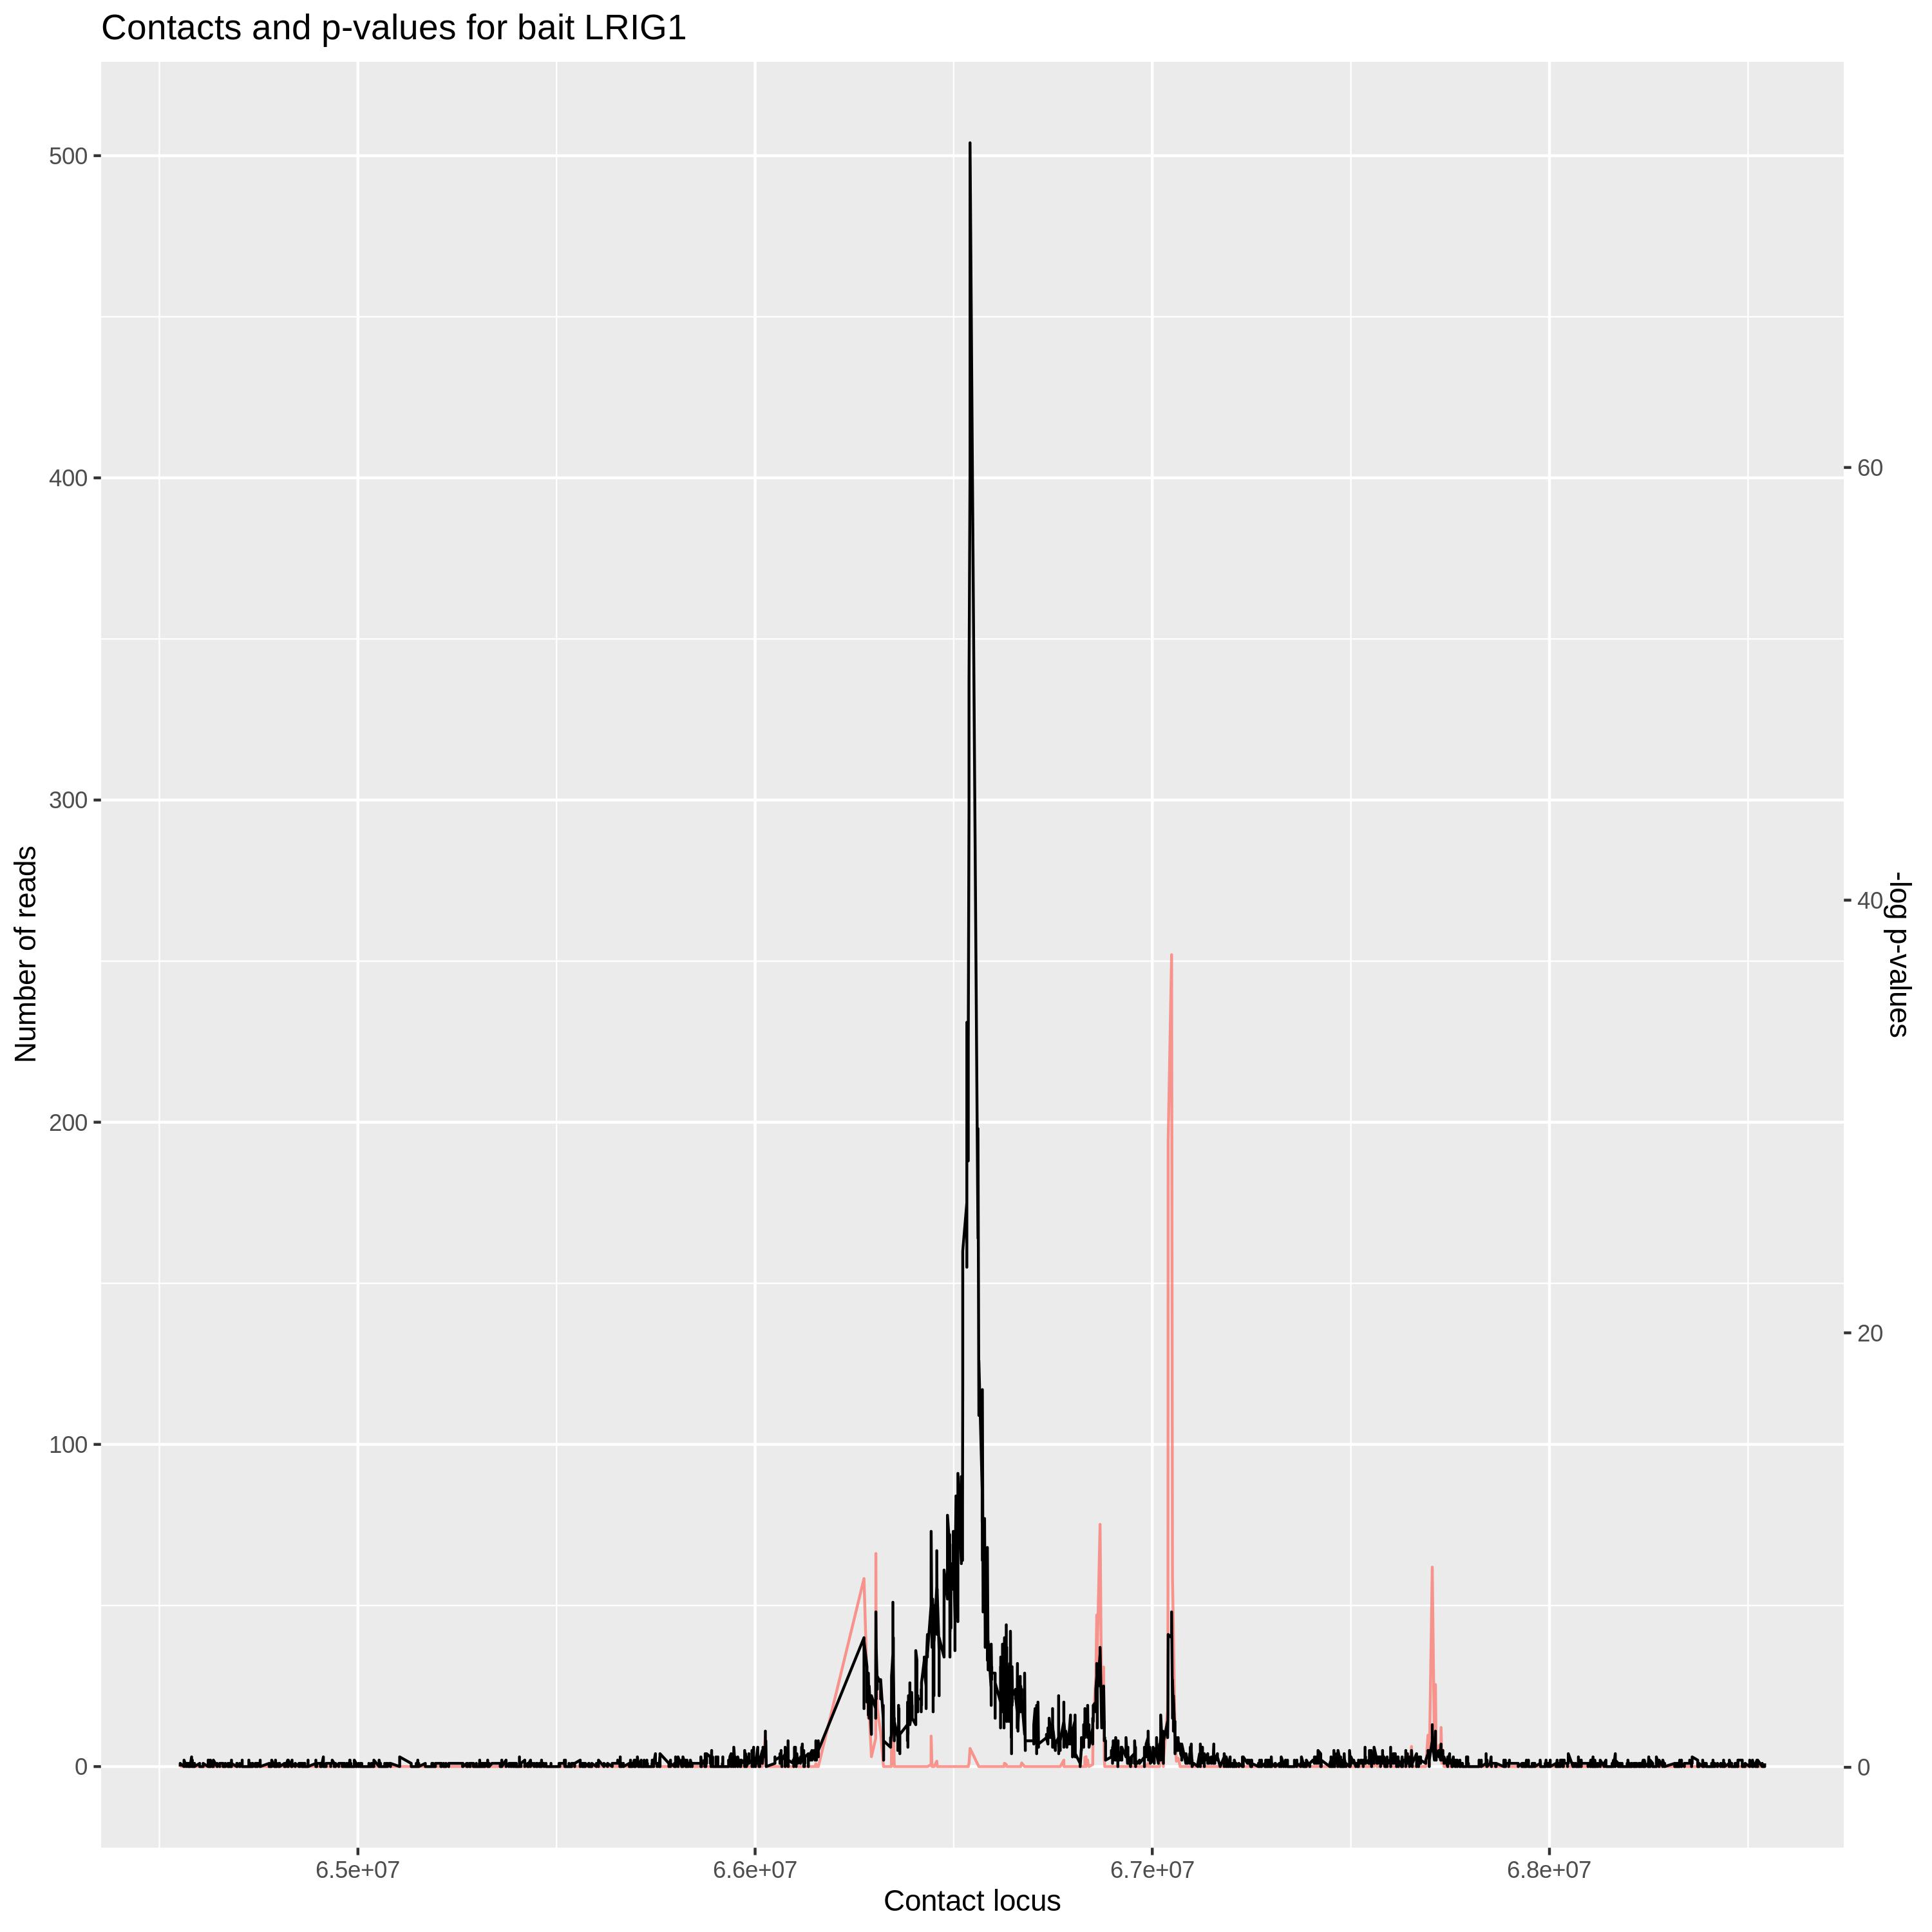 Contacts and p-values for bait LRIG1
500
400
300
200
100
0
Number of reads
60
40
20
0
-log p-values
6.5e+07
6.6e+07
6.7e+07
6.8e+07
Contact locus